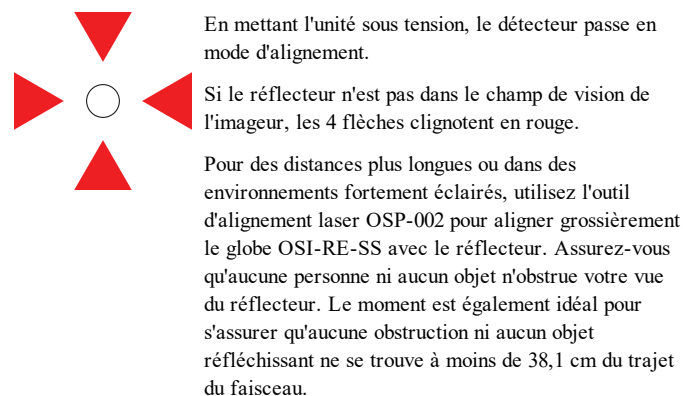 En mettant l'unité sous tension, le détecteur passe en
mode d'alignement.
Si le réflecteur n'est pas dans le champ de vision de
l'imageur, les 4 flèches clignotent en rouge.
Pour des distances plus longues ou dans des
environnements fortement éclairés, utilisez l'outil
d'alignement laser OSP-002 pour aligner grossièrement
le globe OSI-RE-SS avec le réflecteur. Assurez-vous
qu'aucune personne ni aucun objet n'obstrue votre vue
du réflecteur. Le moment est également idéal pour
s'assurer qu'aucune obstruction ni aucun objet
réfléchissant ne se trouve à moins de 38,1 cm du trajet
du faisceau.